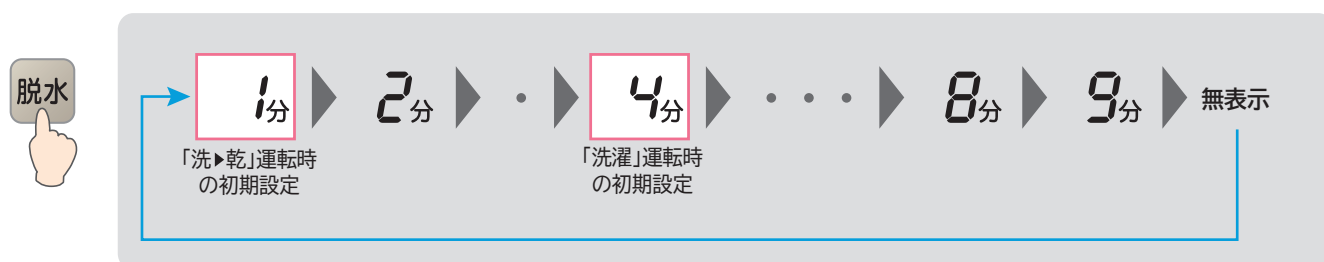 脱水
1分 2分 ・ 4分 ・・・ 8分 9分 無表示
「洗▶乾」運転時
の初期設定
「洗濯」運転時
の初期設定